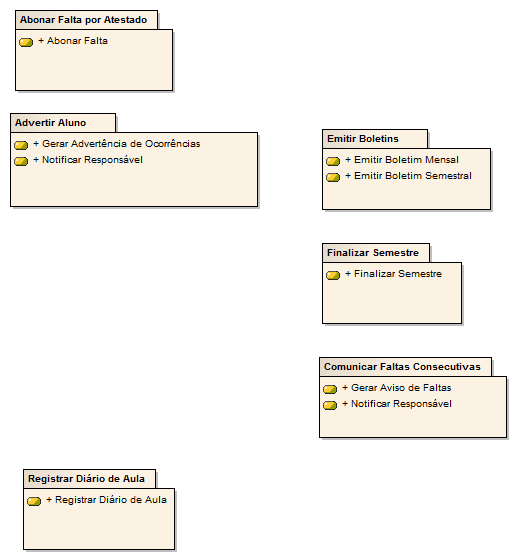 Abonar Falta por Atestado
+ Abonar Falta
Advertir Aluno
+ Gerar Advertência de Ocorrências
+ Notificar Responsável
Emitir Boletins
+ Emitir Boletim Mensal
+ Emitir Boletim Semestral
Finalizar Semestre
+ Finalizar Semestre
Comunicar Faltas Consecutivas
+ Gerar Aviso de Faltas
+ Notificar Responsável
Registrar Diário de Aula
+ Registrar Diário de Aula